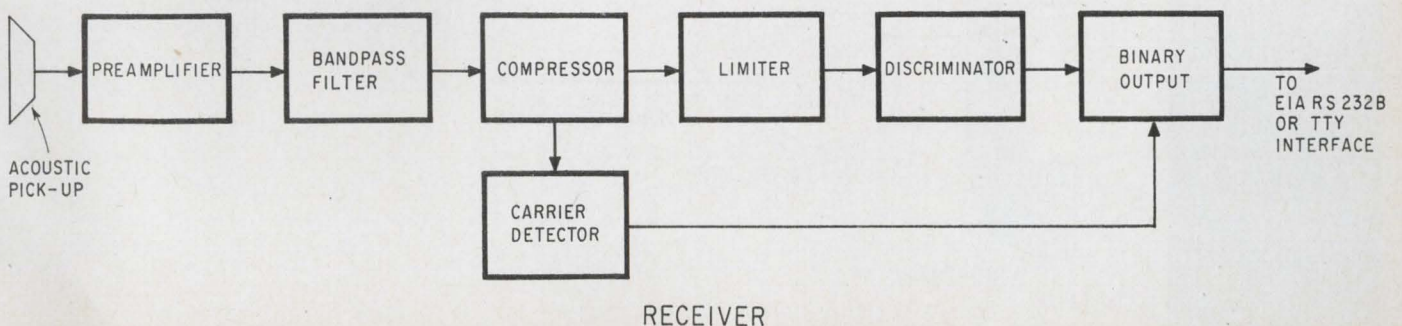 PREAMPLIFIER
BANDPASS
FILTER
COMPRESSOR
LIMITER
DISCRIMINATOR
BINARY
OUTPUT
TO
EIA RS 232B
OR TTY
INTERFACE
ACOUSTIC
PICK-UP
CARRIER
DETECTOR
RECEIVER